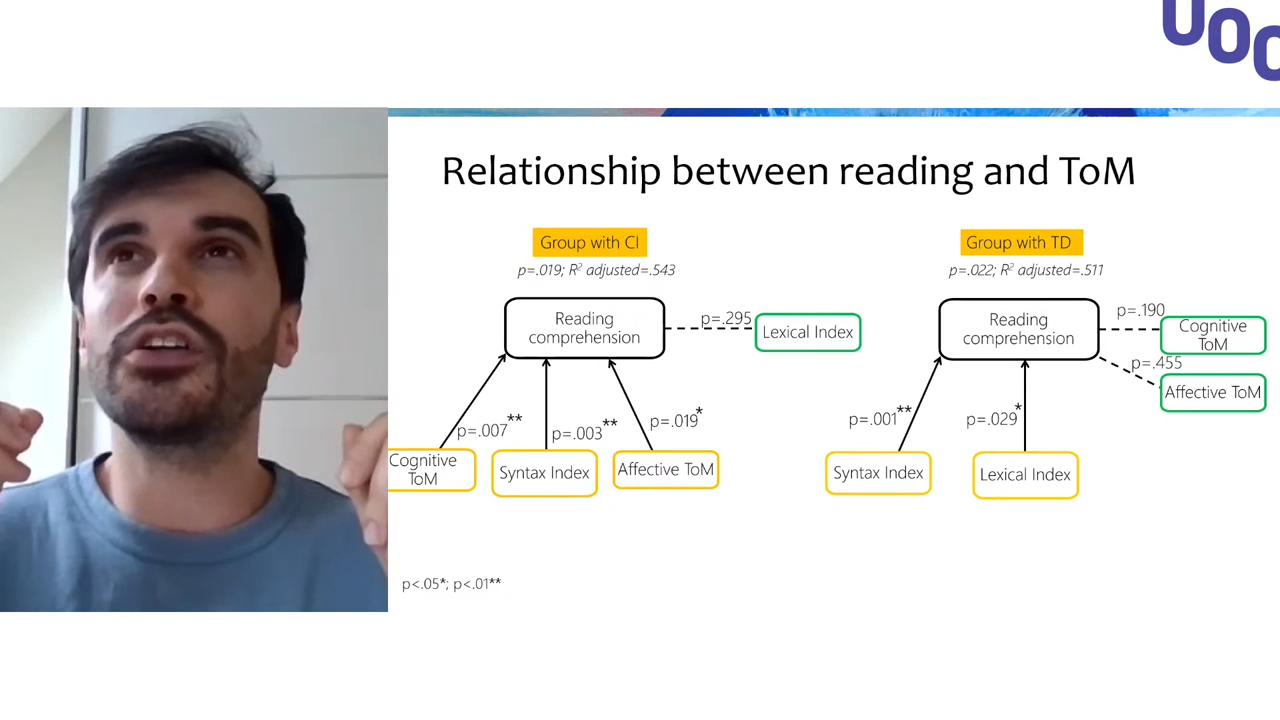 UOC
Relationship between reading and ToM
Group with CI
p=.019; R² adjusted=.543
Reading
comprehension
p=.295
Lexical Index
p=.007**
p=.003**
p=.019*
Cognitive
ToM
Syntax Index
Affective ToM
Group with TD
p=.022; R² adjusted=.511
Reading
comprehension
p=.190
Cognitive
ToM
p=.455
Affective ToM
p=.001**
p=.029*
Syntax Index
Lexical Index
p<.05*; p<.01**